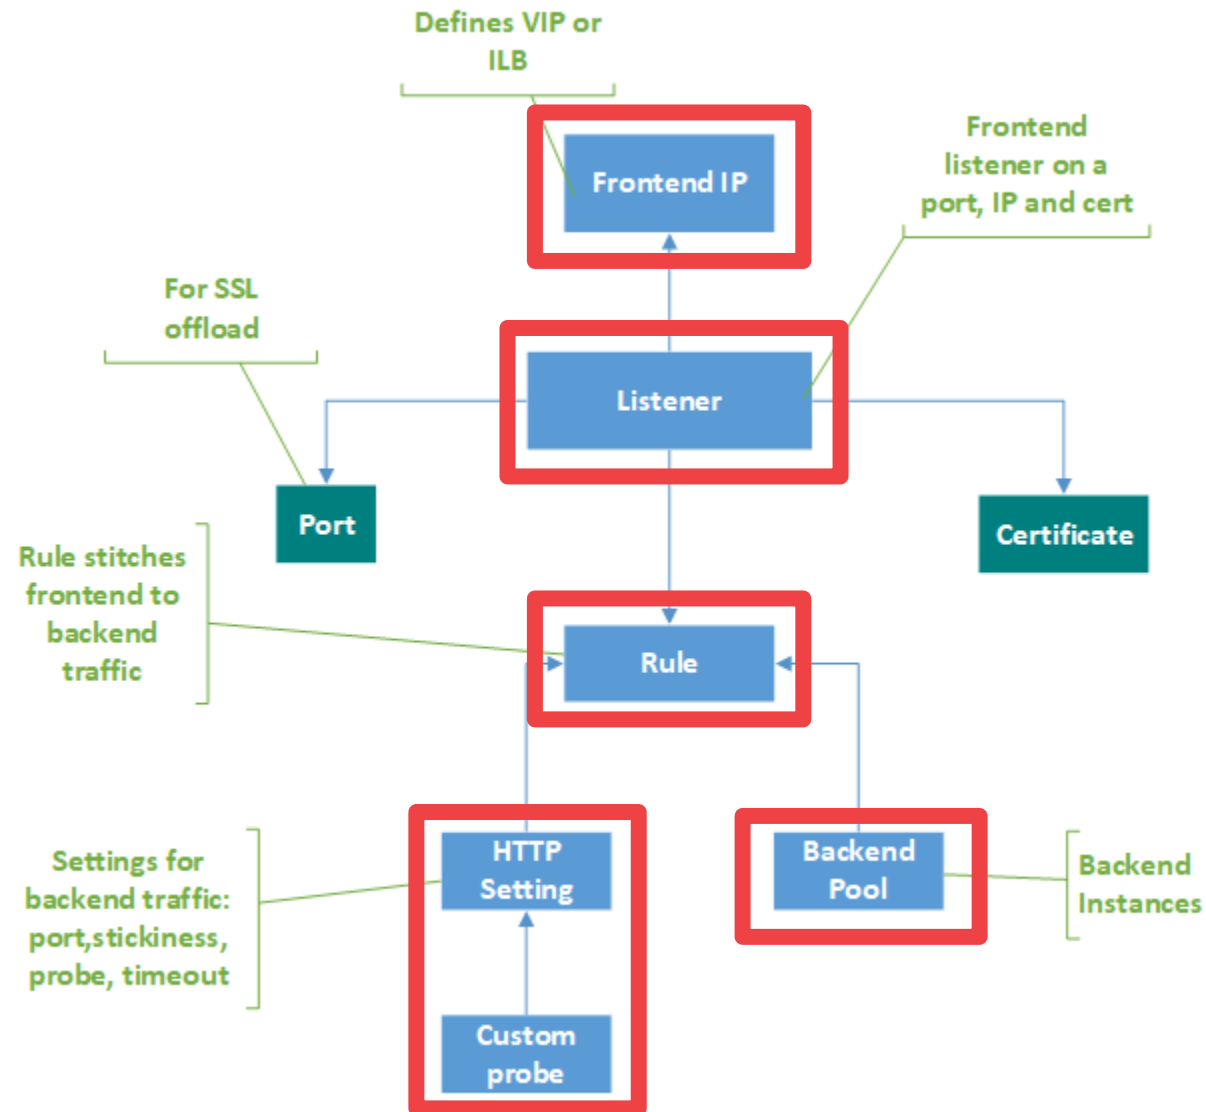 Defines VIP or
ILB
Frontend IP
Frontend
listener on a
port, IP and cert
For SSL
offload
Listener
Port
Certificate
Rule stitches
frontend to
backend
traffic
Rule
HTTP
Setting
Backend
Pool
Settings for
backend traffic:
port,stickiness,
probe, timeout
Backend
Instances
Custom
probe